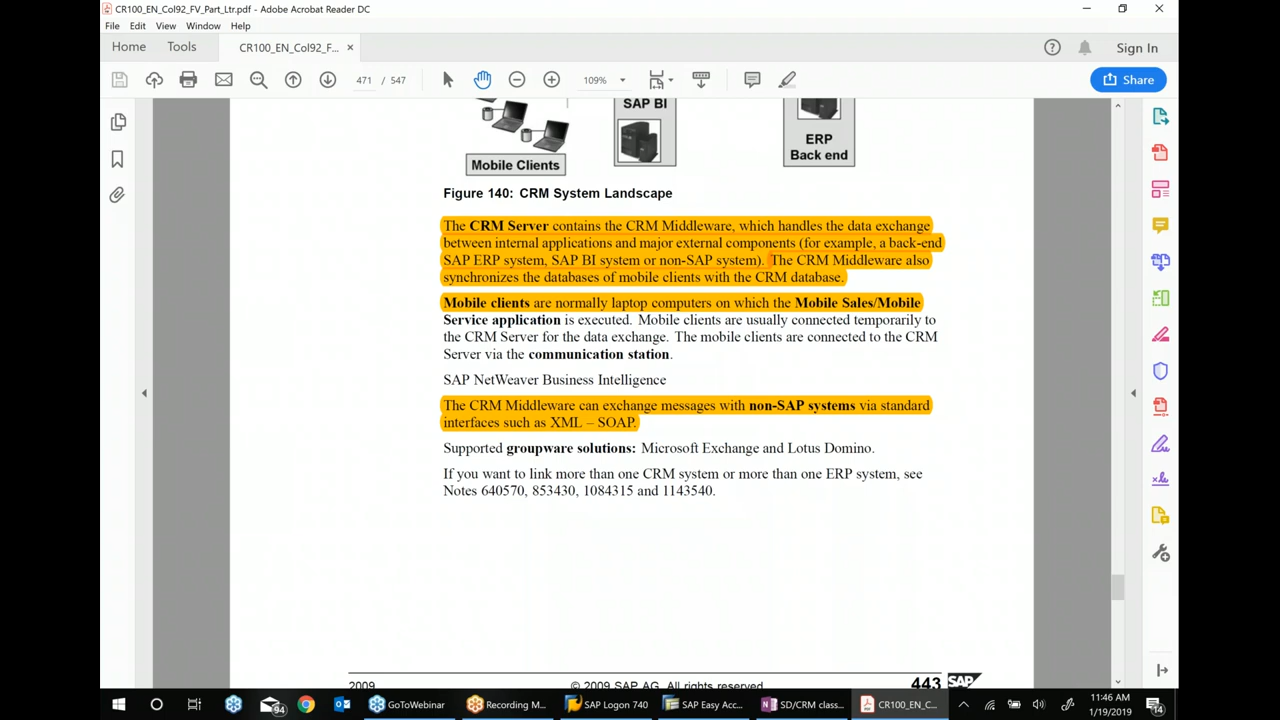 CR100_EN_Col92_FV_Part_Ltr.pdf - Adobe Acrobat Reader DC
File Edit View Window Help
Home Tools CR100_EN_Col92_F... × Sign In
471 / 547 109% Share
SAP BI
ERP
Back end
Mobile Clients
Figure 140: CRM System Landscape
The CRM Server contains the CRM Middleware, which handles the data exchange
between internal applications and major external components (for example, a back-end
SAP ERP system, SAP BI system or non-SAP system). The CRM Middleware also
synchronizes the databases of mobile clients with the CRM database.
Mobile clients are normally laptop computers on which the Mobile Sales/Mobile
Service application is executed. Mobile clients are usually connected temporarily to
the CRM Server for the data exchange. The mobile clients are connected to the CRM
Server via the communication station.
SAP NetWeaver Business Intelligence
The CRM Middleware can exchange messages with non-SAP systems via standard
interfaces such as XML – SOAP.
Supported groupware solutions: Microsoft Exchange and Lotus Domino.
If you want to link more than one CRM system or more than one ERP system, see
Notes 640570, 853430, 1084315 and 1143540.
2009 © 2009 SAP AG. All rights reserved. 443 SAP
94 GoToWebinar Recording M... SAP Logon 740 SAP Easy Acc... SD/CRM class... CR100_EN_C... 11:46 AM
1/19/2019 14